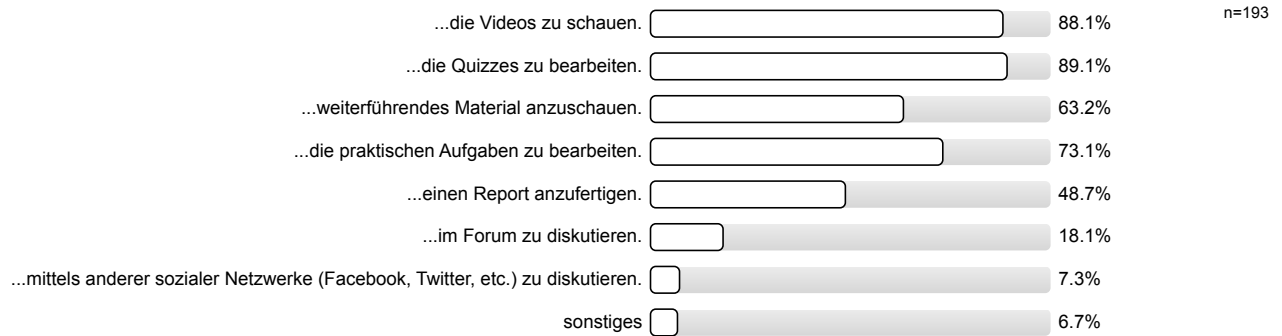 ...die Videos zu schauen. 88.1% n=193
...die Quizzes zu bearbeiten. 89.1%
...weiterführendes Material anzuschauen. 63.2%
...die praktischen Aufgaben zu bearbeiten. 73.1%
...einen Report anzufertigen. 48.7%
...im Forum zu diskutieren. 18.1%
...mittels anderer sozialer Netzwerke (Facebook, Twitter, etc.) zu diskutieren. 7.3%
sonstiges 6.7%